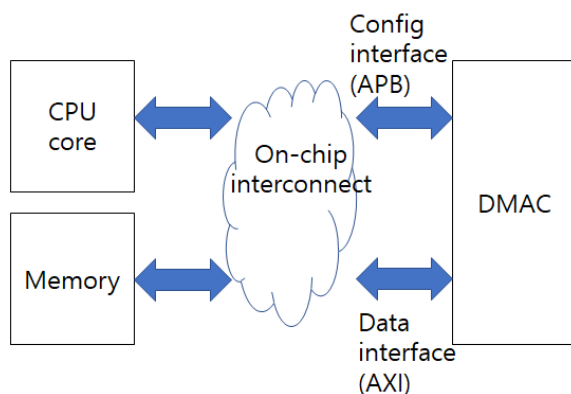 CPU
core
Memory
On-chip
interconnect
Config
interface
(APB)
Data
interface
(AXI)
DMAC